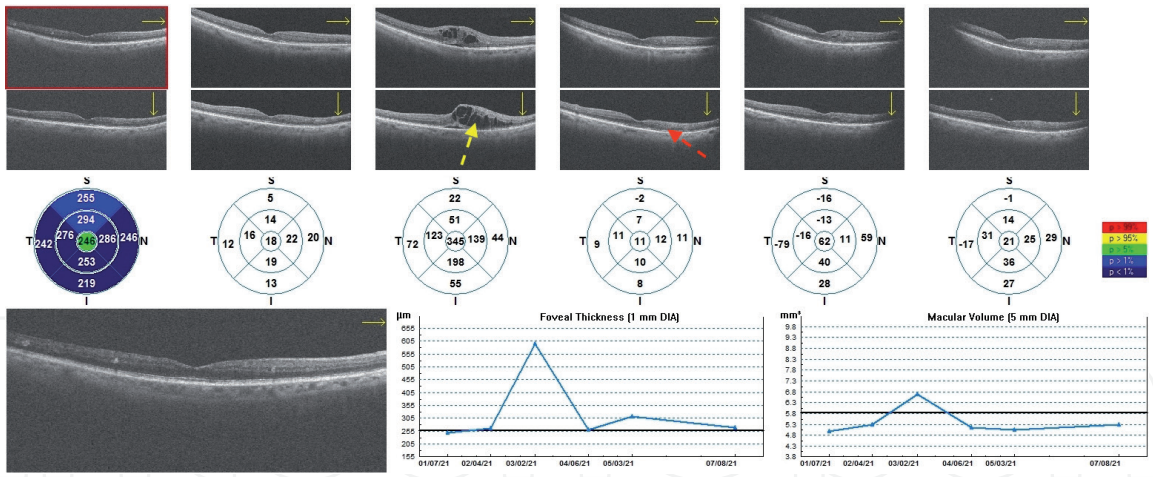 S
255
294
T 242 276 246 286 246 N
253
219
I
S
5
14
T 12 16 18 22 20 N
19
13
I
S
22
51
T 72 123 345 139 44 N
198
55
I
S
-2
7
T 9 11 11 12 11 N
10
8
I
S
-16
-13
T -79 -16 62 11 59 N
40
28
I
S
-1
14
T -17 31 21 25 29 N
36
27
I
p > 99%
p > 95%
p > 5%
p > 1%
p < 1%
µm Foveal Thickness (1 mm DIA)
655
605
555
505
455
405
355
305
255
205
155
01/07/21 02/04/21 03/02/21 04/06/21 05/03/21 07/08/21
mm³ Macular Volume (5 mm DIA)
9.8
9.3
8.8
8.3
7.8
7.3
6.8
6.3
5.8
5.3
4.8
4.3
3.8
01/07/21 02/04/21 03/02/21 04/06/21 05/03/21 07/08/21